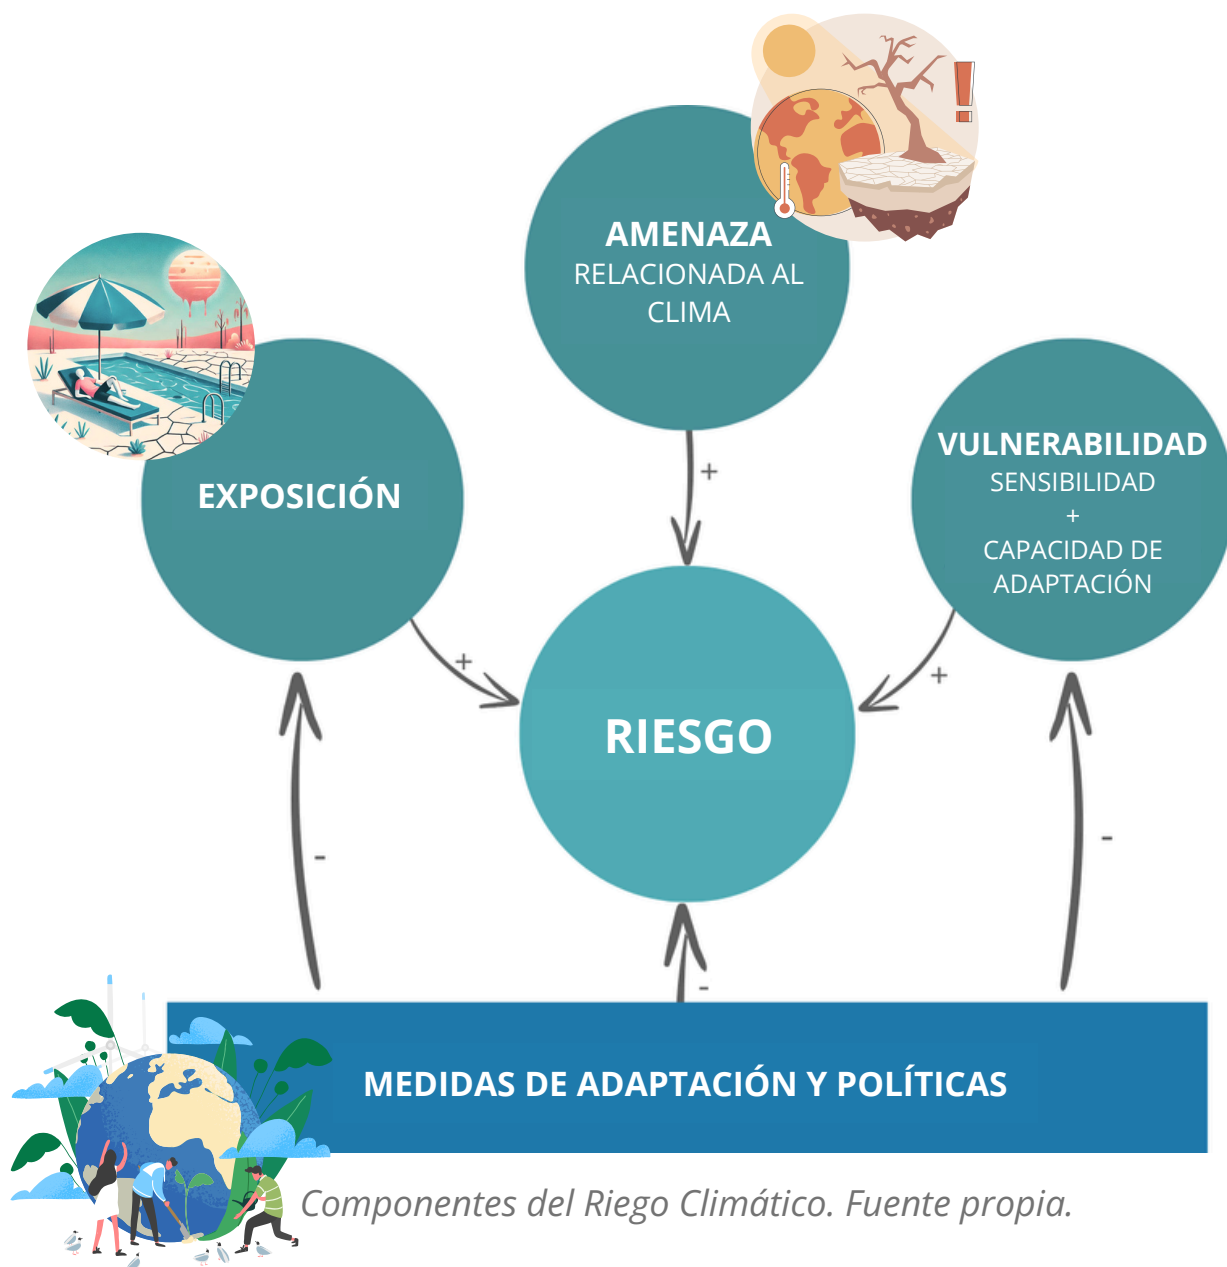 AMENAZA
RELACIONADA AL
CLIMA
EXPOSICIÓN
VULNERABILIDAD
SENSIBILIDAD
+
CAPACIDAD DE
ADAPTACIÓN
+
+
+
RIESGO
-
-
-
MEDIDAS DE ADAPTACIÓN Y POLÍTICAS
Componentes del Riego Climático. Fuente propia.